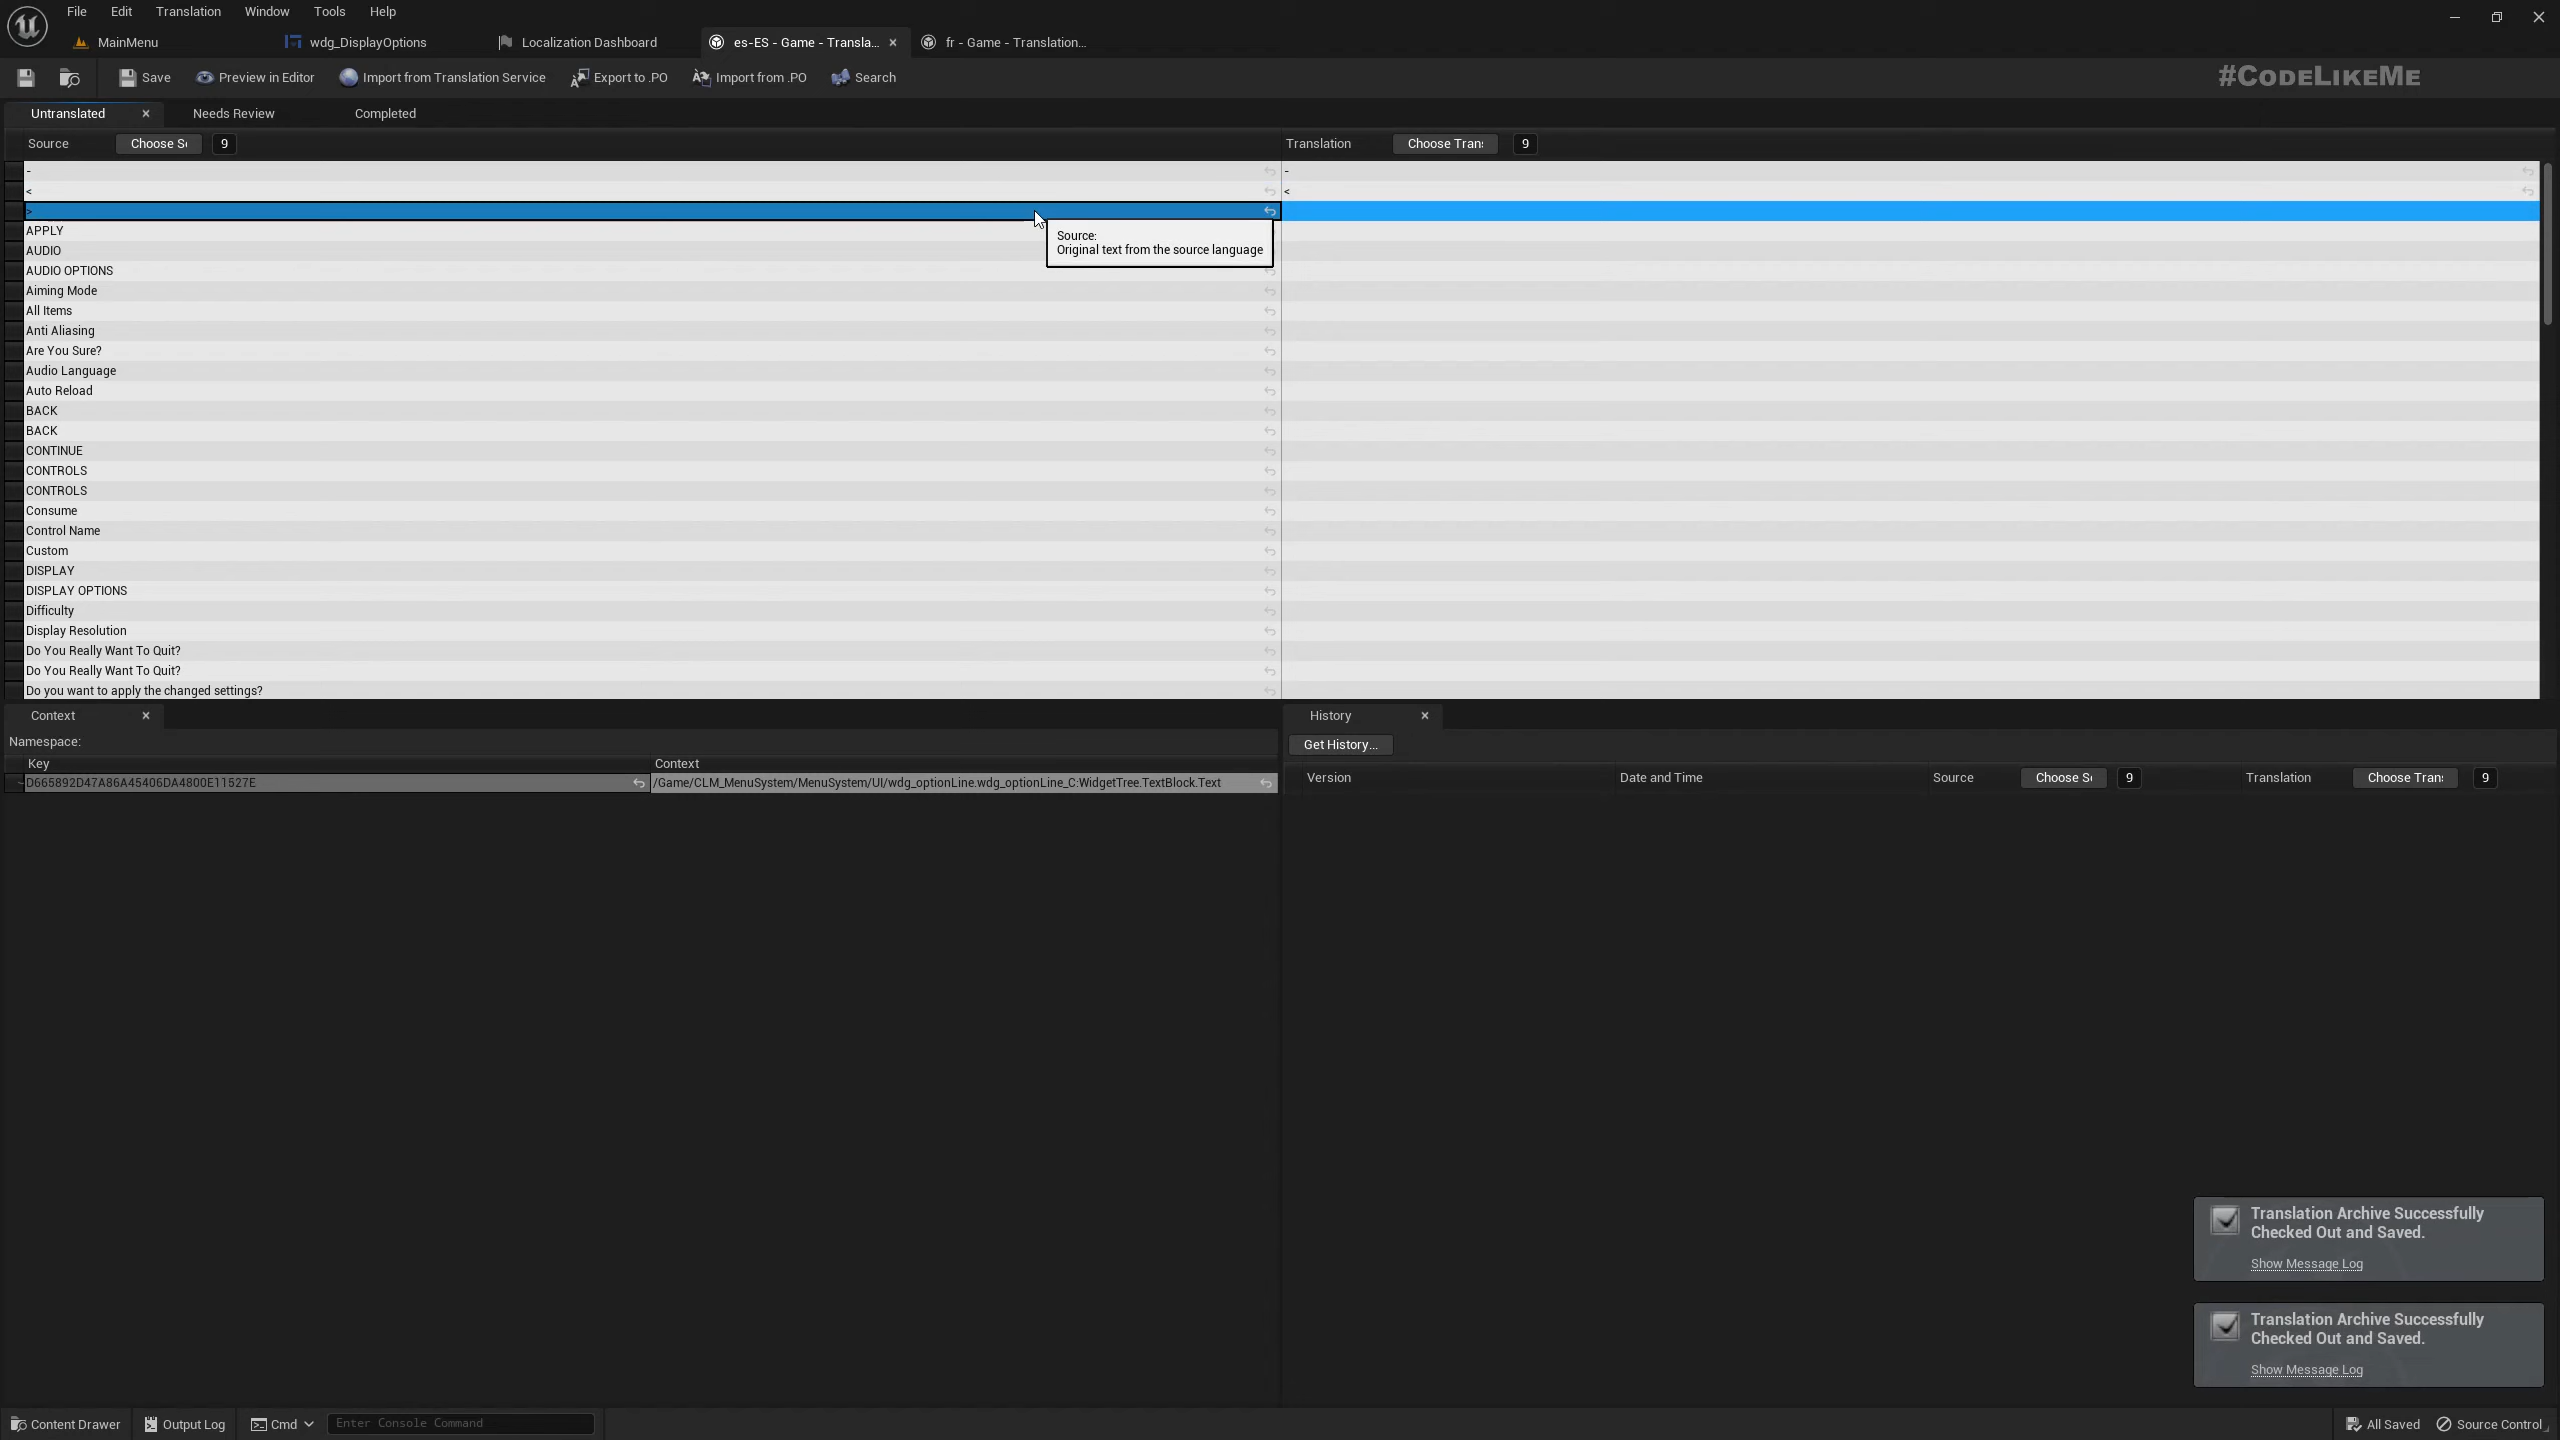 File Edit Translation Window Tools Help
MainMenu wdg_DisplayOptions Localization Dashboard es-ES - Game - Transla... fr - Game - Translation...
Save Preview in Editor Import from Translation Service Export to .PO Import from .PO Search
#CodeLikeMe
Untranslated Needs Review Completed
Source Choose S 9 Translation Choose Tran 9
- -
< <
>
Source:
Original text from the source language
APPLY
AUDIO
AUDIO OPTIONS
Aiming Mode
All Items
Anti Aliasing
Are You Sure?
Audio Language
Auto Reload
BACK
BACK
CONTINUE
CONTROLS
CONTROLS
Consume
Control Name
Custom
DISPLAY
DISPLAY OPTIONS
Difficulty
Display Resolution
Do You Really Want To Quit?
Do You Really Want To Quit?
Do you want to apply the changed settings?
Context
Namespace:
Key Context
D665892D47A86A45406DA4800E11527E /Game/CLM_MenuSystem/MenuSystem/UI/wdg_optionLine.wdg_optionLine_C:WidgetTree.TextBlock.Text
History
Get History...
Version Date and Time Source Choose S 9 Translation Choose Tran 9
Translation Archive Successfully
Checked Out and Saved.
Show Message Log
Translation Archive Successfully
Checked Out and Saved.
Show Message Log
Content Drawer Output Log Cmd Enter Console Command All Saved Source Control